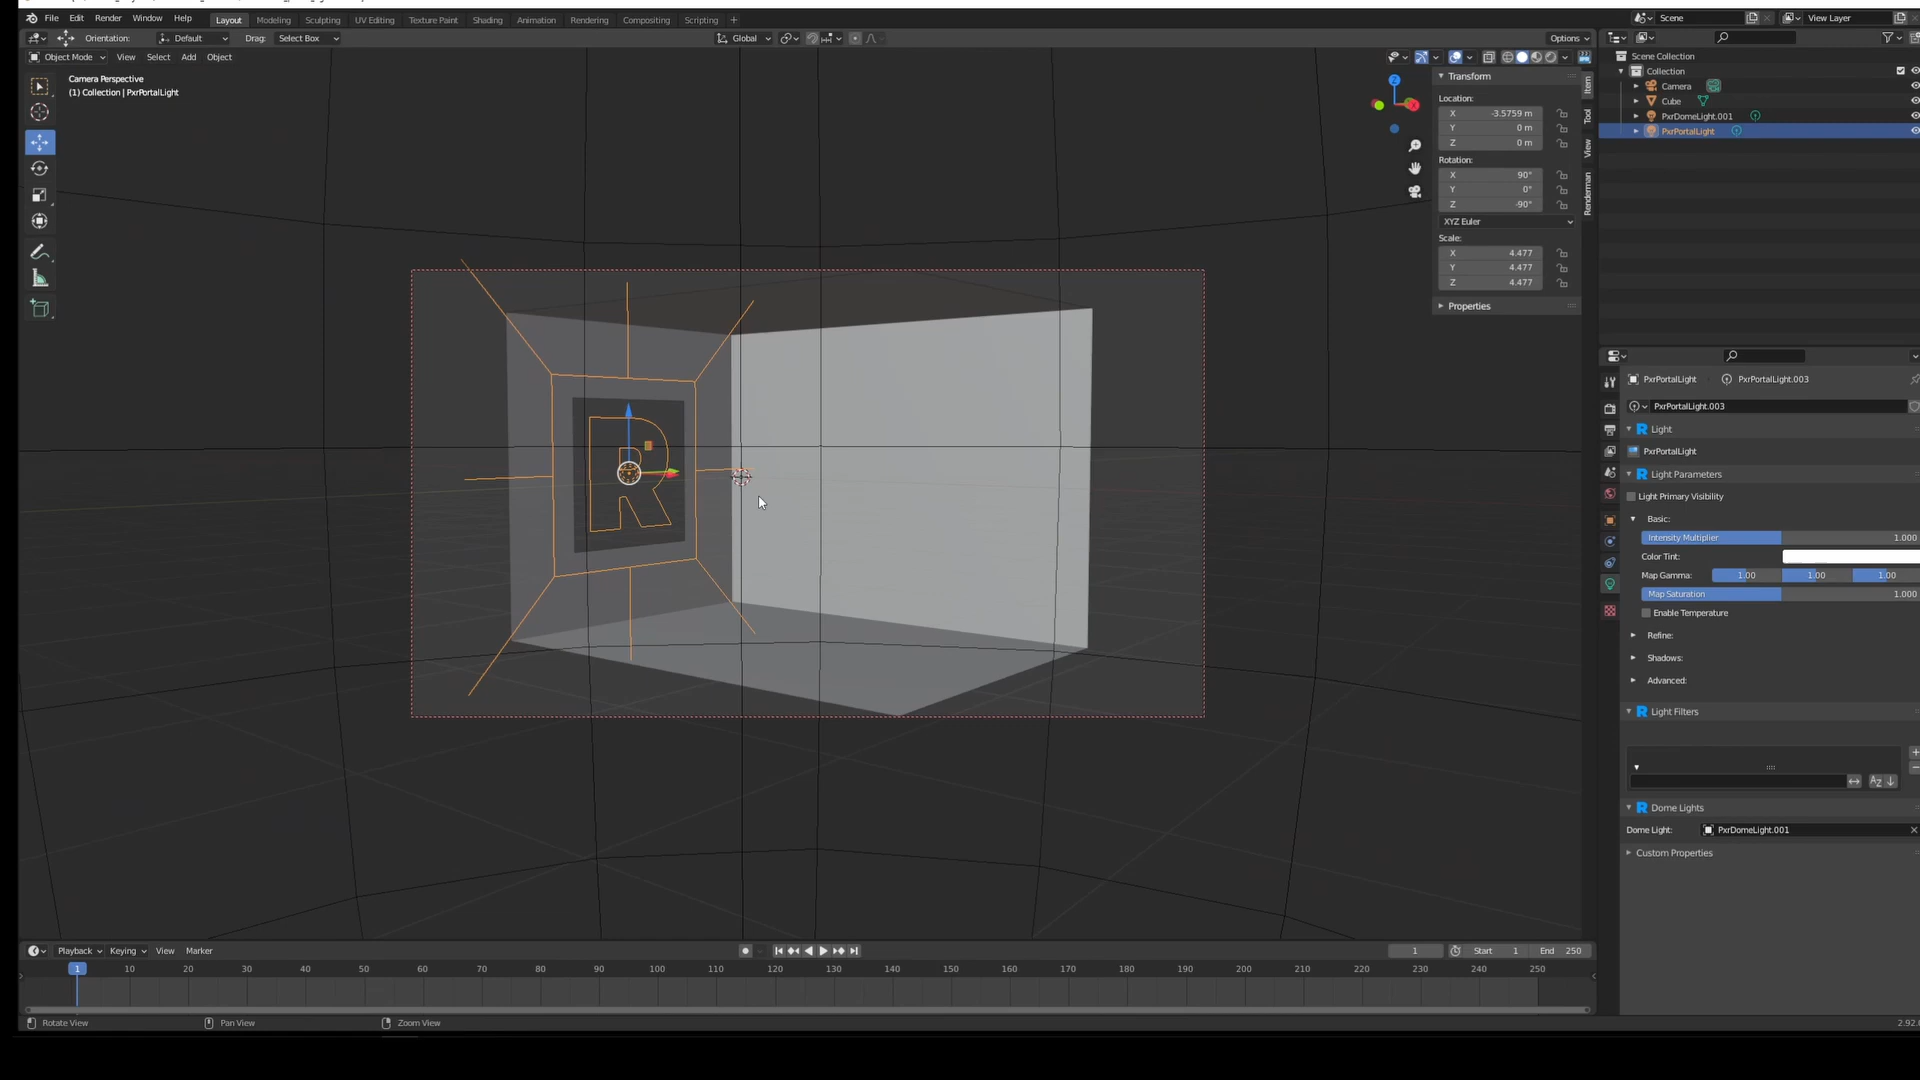 File Edit Render Window Help Layout Modeling Sculpting UV Editing Texture Paint Shading Animation Rendering Compositing Scripting + Scene View Layer
Orientation: Default Drag: Select Box Global Options
Object Mode View Select Add Object
Camera Perspective
(1) Collection | PxrPortalLight
Z
X
Transform
Location:
X -3.5759 m
Y 0 m
Z 0 m
Rotation:
X 90°
Y 0°
Z -90°
XYZ Euler
Scale:
X 4.477
Y 4.477
Z 4.477
Properties
Item
Tool
View
Renderman
Scene Collection
Collection
Camera
Cube
PxrDomeLight.001
PxrPortalLight
PxrPortalLight PxrPortalLight.003
PxrPortalLight.003
R Light
PxrPortalLight
Light Parameters
Light Primary Visibility
Basic:
Intensity Multiplier 1.000
Color Tint:
Map Gamma: 1.00 1.00 1.00
Map Saturation 1.000
Enable Temperature
Refine:
Shadows:
Advanced:
R Light Filters
R Dome Lights
Dome Light: PxrDomeLight.001
Custom Properties
R
Playback Keying View Marker 1 Start 1 End 250
1 10 20 30 40 50 60 70 80 90 100 110 120 130 140 150 160 170 180 190 200 210 220 230 240 250
Rotate View Pan View Zoom View